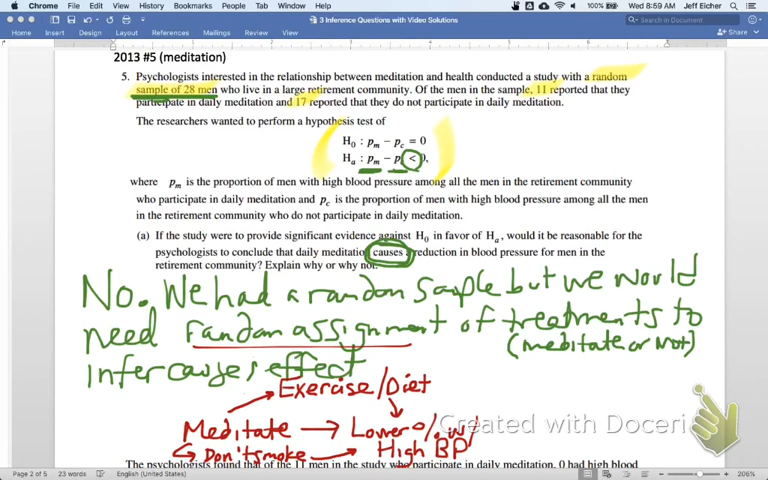 Chrome File Edit View History Bookmarks People Tab Window Help 100% Wed 8:59 AM Jeff Eicher
3 Inference Questions with Video Solutions
Home Insert Design Layout References Mailings Review View Share
2013 #5 (meditation)
5. Psychologists interested in the relationship between meditation and health conducted a study with a random
sample of 28 men who live in a large retirement community. Of the men in the sample, 11 reported that they
participate in daily meditation and 17 reported that they do not participate in daily meditation.
The researchers wanted to perform a hypothesis test of
H0 : pm − pc = 0
Ha : pm − pc < 0,
where pm is the proportion of men with high blood pressure among all the men in the retirement community
who participate in daily meditation and pc is the proportion of men with high blood pressure among all the men
in the retirement community who do not participate in daily meditation.
(a) If the study were to provide significant evidence against H0 in favor of Ha, would it be reasonable for the
psychologists to conclude that daily meditation causes a reduction in blood pressure for men in the
retirement community? Explain why or why not.
No. We had a random sample but we would
need random assignment of treatments to
(meditate or not)
infer cause & effect
Exercise/Diet
Meditate → Lower % w/
Don't smoke → High BP
Created with Doceri
The psychologists found that of the 11 men in the study who participate in daily meditation, 0 had high blood
Page 2 of 5 23 words English (United States) 206%